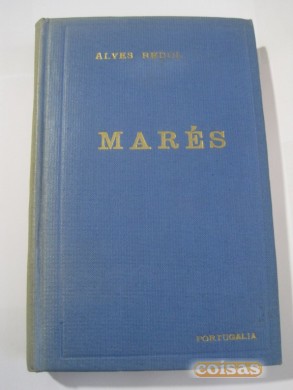 ALVES REDOL
MARÉS
PORTUGALIA
coisas